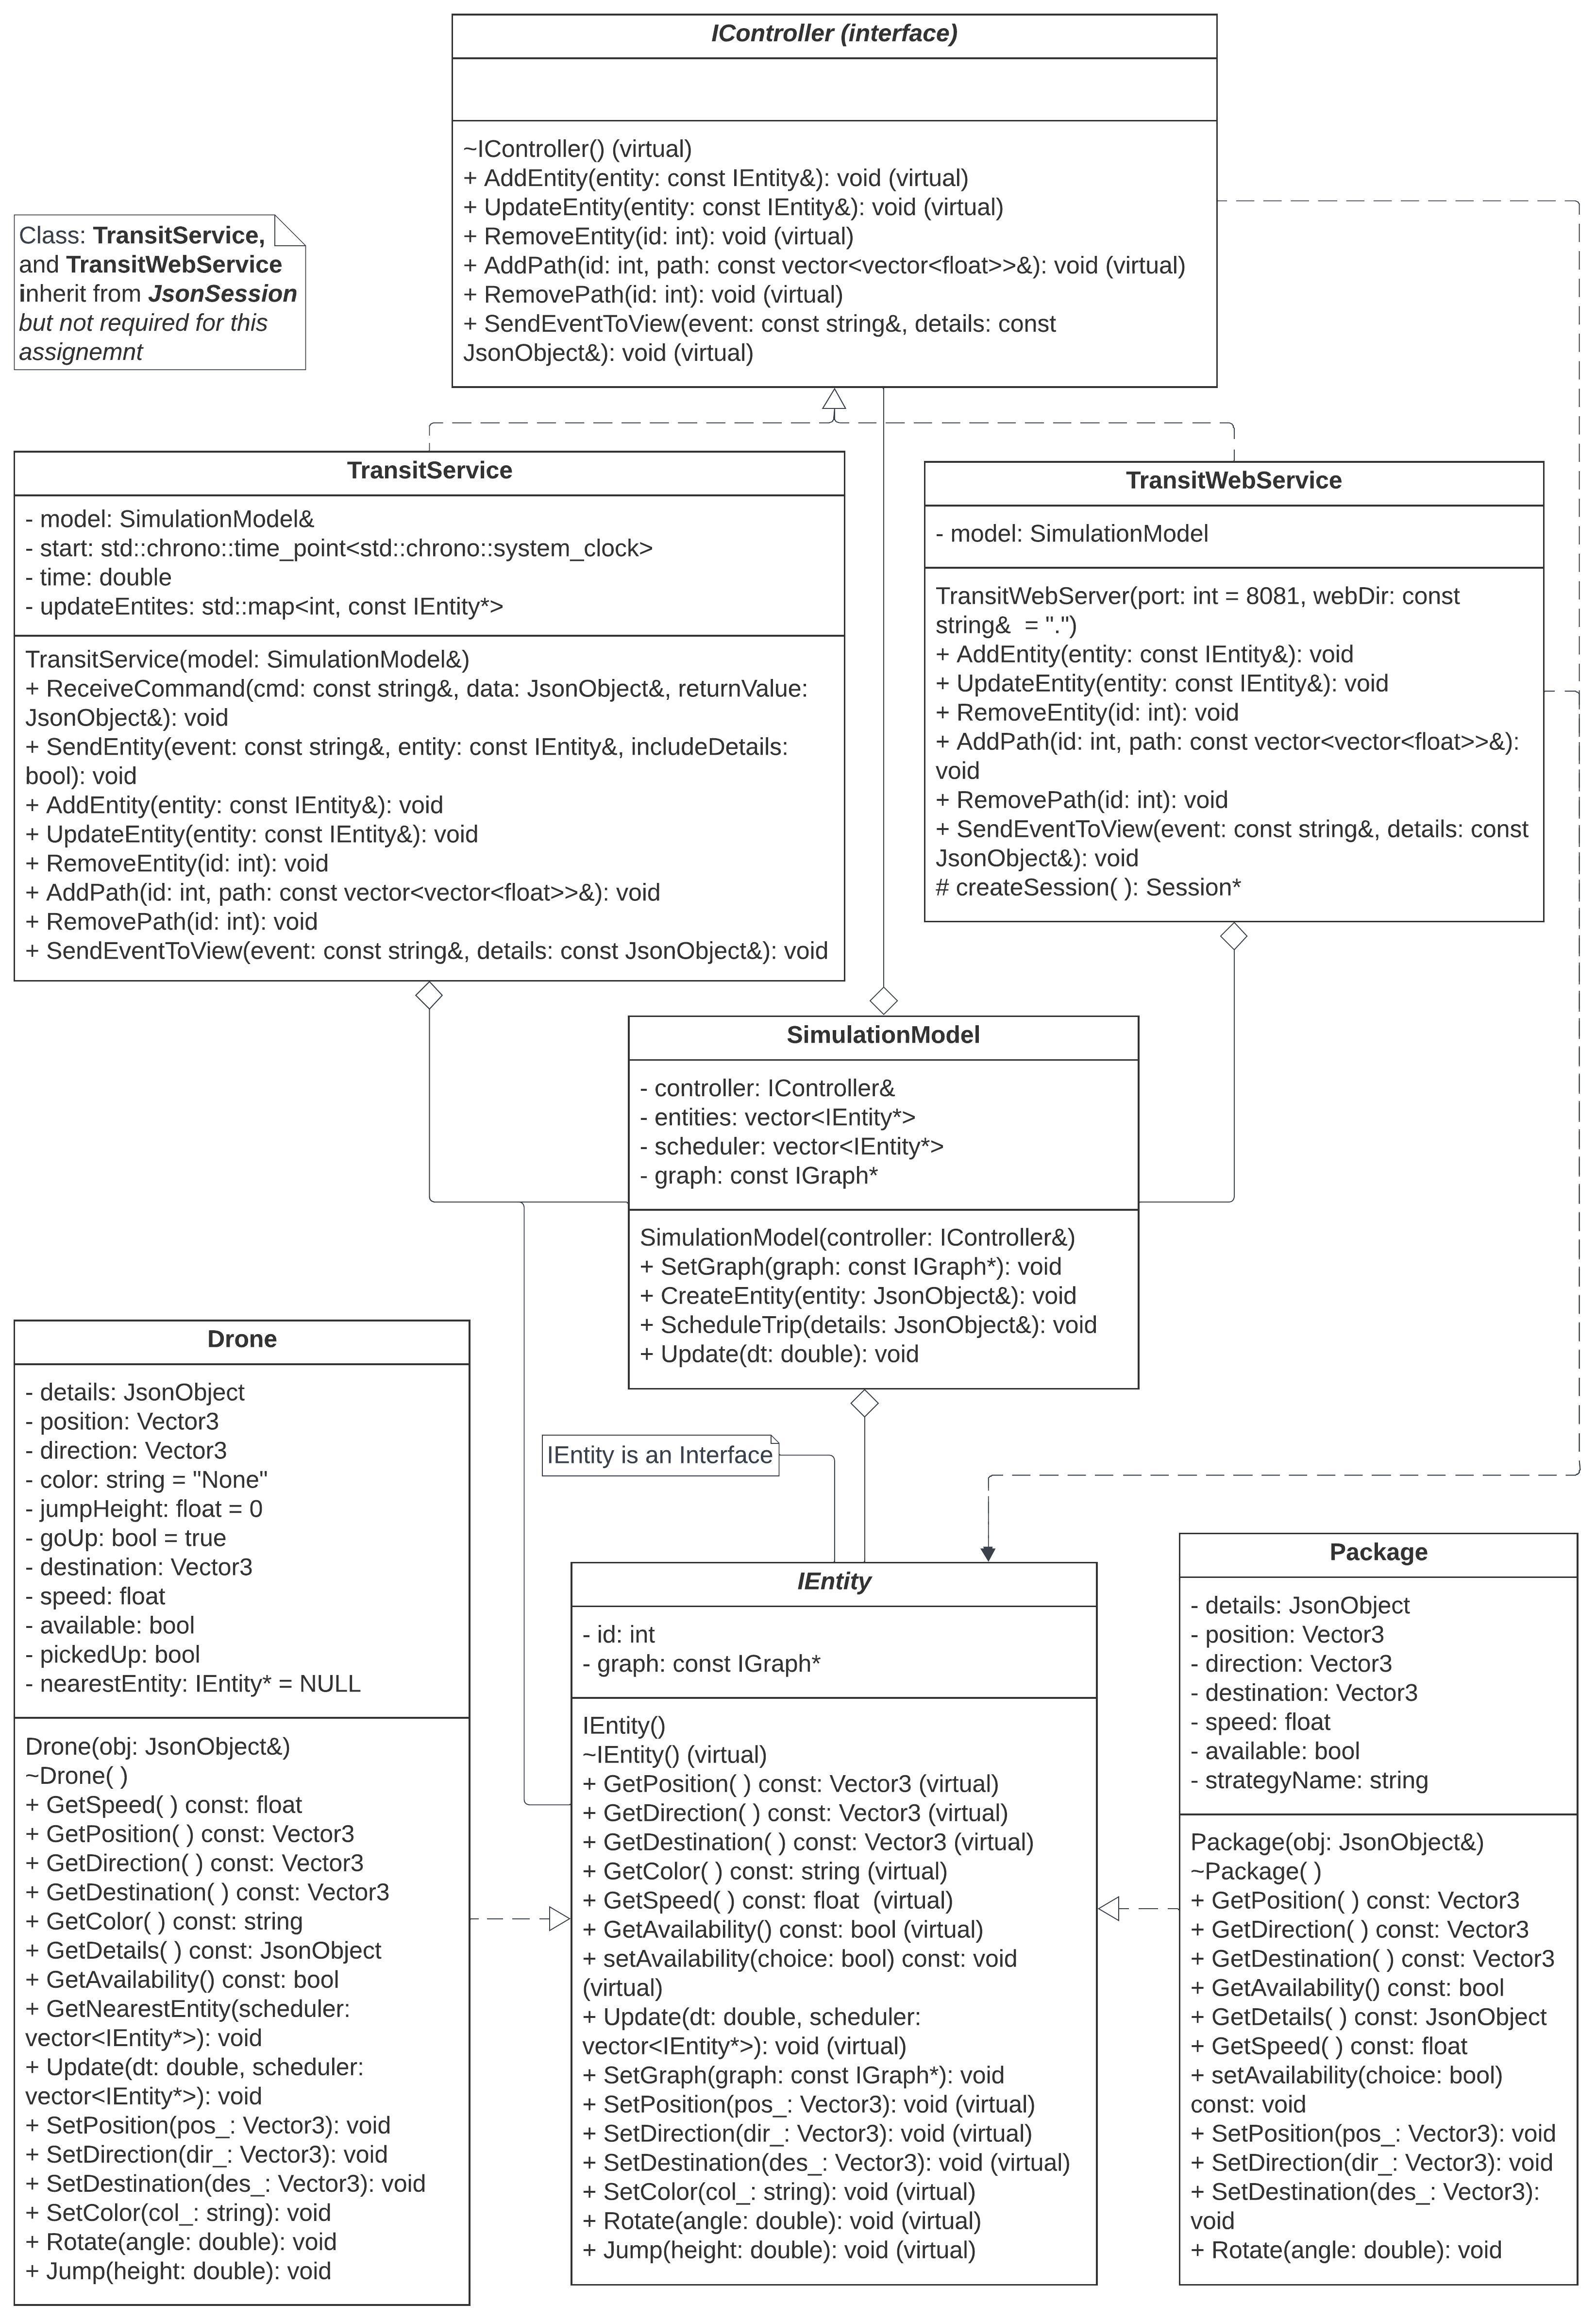 IController (interface)
~IController() (virtual)
+ AddEntity(entity: const IEntity&): void (virtual)
+ UpdateEntity(entity: const IEntity&): void (virtual)
+ RemoveEntity(id: int): void (virtual)
+ AddPath(id: int, path: const vector<vector<float>>&): void (virtual)
+ RemovePath(id: int): void (virtual)
+ SendEventToView(event: const string&, details: const
JsonObject&): void (virtual)
Class: TransitService,
and TransitWebService
inherit from JsonSession
but not required for this
assignemnt
TransitService
- model: SimulationModel&
- start: std::chrono::time_point<std::chrono::system_clock>
- time: double
- updateEntites: std::map<int, const IEntity*>
TransitService(model: SimulationModel&)
+ ReceiveCommand(cmd: const string&, data: JsonObject&, returnValue:
JsonObject&): void
+ SendEntity(event: const string&, entity: const IEntity&, includeDetails:
bool): void
+ AddEntity(entity: const IEntity&): void
+ UpdateEntity(entity: const IEntity&): void
+ RemoveEntity(id: int): void
+ AddPath(id: int, path: const vector<vector<float>>&): void
+ RemovePath(id: int): void
+ SendEventToView(event: const string&, details: const JsonObject&): void
TransitWebService
- model: SimulationModel
TransitWebServer(port: int = 8081, webDir: const
string&  = ".")
+ AddEntity(entity: const IEntity&): void
+ UpdateEntity(entity: const IEntity&): void
+ RemoveEntity(id: int): void
+ AddPath(id: int, path: const vector<vector<float>>&):
void
+ RemovePath(id: int): void
+ SendEventToView(event: const string&, details: const
JsonObject&): void
# createSession( ): Session*
SimulationModel
- controller: IController&
- entities: vector<IEntity*>
- scheduler: vector<IEntity*>
- graph: const IGraph*
SimulationModel(controller: IController&)
+ SetGraph(graph: const IGraph*): void
+ CreateEntity(entity: JsonObject&): void
+ ScheduleTrip(details: JsonObject&): void
+ Update(dt: double): void
Drone
- details: JsonObject
- position: Vector3
- direction: Vector3
- color: string = "None"
- jumpHeight: float = 0
- goUp: bool = true
- destination: Vector3
- speed: float
- available: bool
- pickedUp: bool
- nearestEntity: IEntity* = NULL
Drone(obj: JsonObject&)
~Drone( )
+ GetSpeed( ) const: float
+ GetPosition( ) const: Vector3
+ GetDirection( ) const: Vector3
+ GetDestination( ) const: Vector3
+ GetColor( ) const: string
+ GetDetails( ) const: JsonObject
+ GetAvailability() const: bool
+ GetNearestEntity(scheduler:
vector<IEntity*>): void
+ Update(dt: double, scheduler:
vector<IEntity*>): void
+ SetPosition(pos_: Vector3): void
+ SetDirection(dir_: Vector3): void
+ SetDestination(des_: Vector3): void
+ SetColor(col_: string): void
+ Rotate(angle: double): void
+ Jump(height: double): void
IEntity is an Interface
IEntity
- id: int
- graph: const IGraph*
IEntity()
~IEntity() (virtual)
+ GetPosition( ) const: Vector3 (virtual)
+ GetDirection( ) const: Vector3 (virtual)
+ GetDestination( ) const: Vector3 (virtual)
+ GetColor( ) const: string (virtual)
+ GetSpeed( ) const: float  (virtual)
+ GetAvailability() const: bool (virtual)
+ setAvailability(choice: bool) const: void
(virtual)
+ Update(dt: double, scheduler:
vector<IEntity*>): void (virtual)
+ SetGraph(graph: const IGraph*): void
+ SetPosition(pos_: Vector3): void (virtual)
+ SetDirection(dir_: Vector3): void (virtual)
+ SetDestination(des_: Vector3): void (virtual)
+ SetColor(col_: string): void (virtual)
+ Rotate(angle: double): void (virtual)
+ Jump(height: double): void (virtual)
Package
- details: JsonObject
- position: Vector3
- direction: Vector3
- destination: Vector3
- speed: float
- available: bool
- strategyName: string
Package(obj: JsonObject&)
~Package( )
+ GetPosition( ) const: Vector3
+ GetDirection( ) const: Vector3
+ GetDestination( ) const: Vector3
+ GetAvailability() const: bool
+ GetDetails( ) const: JsonObject
+ GetSpeed( ) const: float
+ setAvailability(choice: bool)
const: void
+ SetPosition(pos_: Vector3): void
+ SetDirection(dir_: Vector3): void
+ SetDestination(des_: Vector3):
void
+ Rotate(angle: double): void